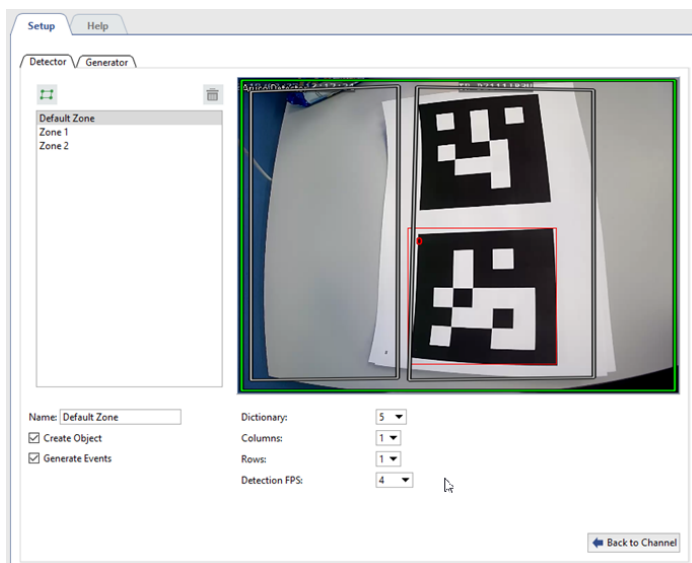 Setup
Help
Detector
Generator
Default Zone
Zone 1
Zone 2
Name: Default Zone
Create Object
Generate Events
Dictionary: 5
Columns: 1
Rows: 1
Detection FPS: 4
Back to Channel